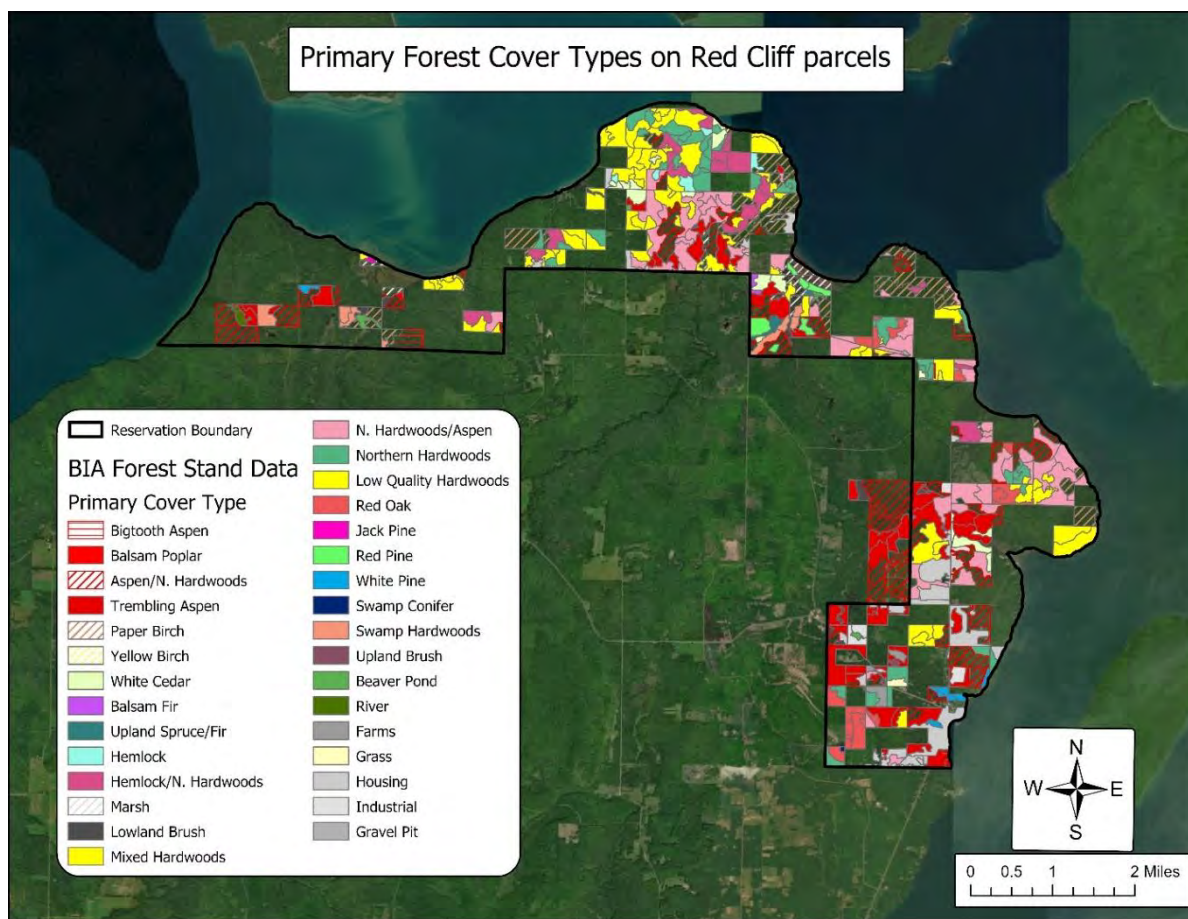 Primary Forest Cover Types on Red Cliff parcels
Reservation Boundary
BIA Forest Stand Data
Primary Cover Type
Bigtooth Aspen
Balsam Poplar
Aspen/N. Hardwoods
Trembling Aspen
Paper Birch
Yellow Birch
White Cedar
Balsam Fir
Upland Spruce/Fir
Hemlock
Hemlock/N. Hardwoods
Marsh
Lowland Brush
Mixed Hardwoods
N. Hardwoods/Aspen
Northern Hardwoods
Low Quality Hardwoods
Red Oak
Jack Pine
Red Pine
White Pine
Swamp Conifer
Swamp Hardwoods
Upland Brush
Beaver Pond
River
Farms
Grass
Housing
Industrial
Gravel Pit
N
W E
S
0 0.5 1 2 Miles